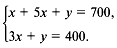 x + 5x + y = 700,
3x + y = 400.